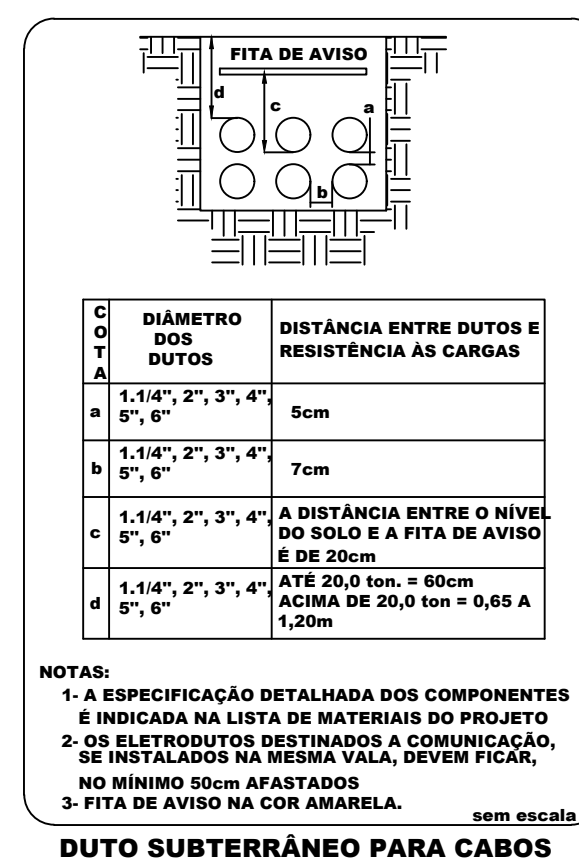 FITA DE AVISO
d
c
a
b
COTA
DIÂMETRO
DOS
DUTOS
DISTÂNCIA ENTRE DUTOS E
RESISTÊNCIA ÀS CARGAS
a
1.1/4", 2", 3", 4",
5", 6"
5cm
b
1.1/4", 2", 3", 4",
5", 6"
7cm
c
1.1/4", 2", 3", 4",
5", 6"
A DISTÂNCIA ENTRE O NÍVEL
DO SOLO E A FITA DE AVISO
É DE 20cm
d
1.1/4", 2", 3", 4",
5", 6"
ATÉ 20,0 ton. = 60cm
ACIMA DE 20,0 ton = 0,65 A
1,20m
NOTAS:
1- A ESPECIFICAÇÃO DETALHADA DOS COMPONENTES
É INDICADA NA LISTA DE MATERIAIS DO PROJETO
2- OS ELETRODUTOS DESTINADOS A COMUNICAÇÃO,
SE INSTALADOS NA MESMA VALA, DEVEM FICAR,
NO MÍNIMO 50cm AFASTADOS
3- FITA DE AVISO NA COR AMARELA.
sem escala
DUTO SUBTERRÂNEO PARA CABOS